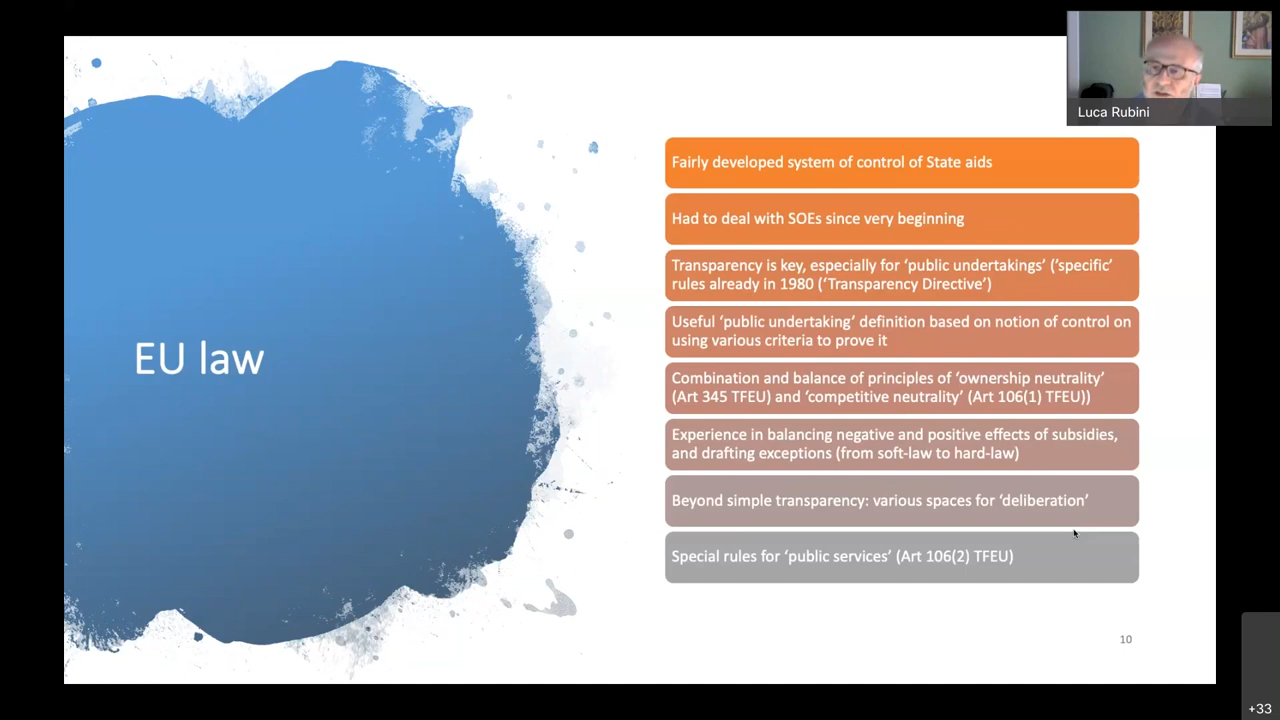 Luca Rubini
EU law
Fairly developed system of control of State aids
Had to deal with SOEs since very beginning
Transparency is key, especially for ‘public undertakings’ (’specific’
rules already in 1980 (‘Transparency Directive’)
Useful ‘public undertaking’ definition based on notion of control on
using various criteria to prove it
Combination and balance of principles of ‘ownership neutrality’
(Art 345 TFEU) and ‘competitive neutrality’ (Art 106(1) TFEU))
Experience in balancing negative and positive effects of subsidies,
and drafting exceptions (from soft-law to hard-law)
Beyond simple transparency: various spaces for ‘deliberation’
Special rules for ‘public services’ (Art 106(2) TFEU)
10
+33